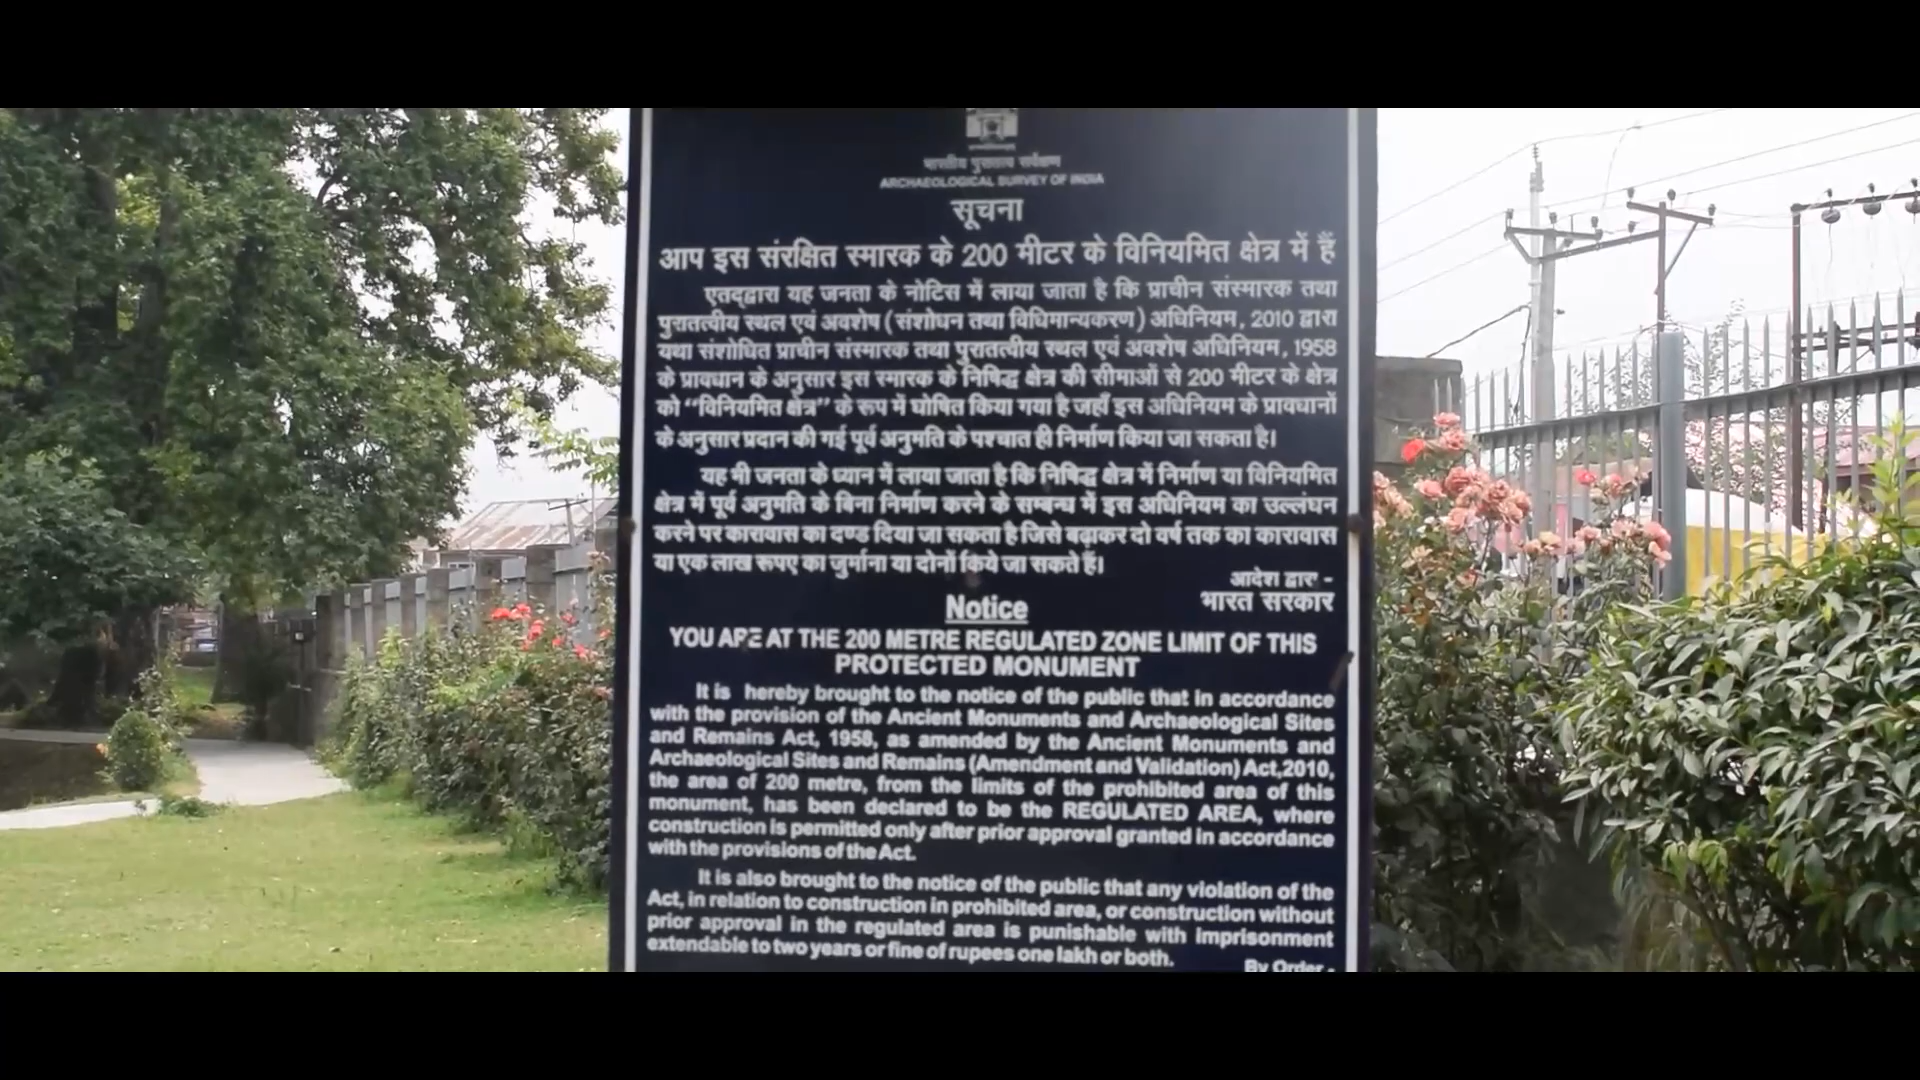 भारतीय पुरातत्व सर्वेक्षण
ARCHAEOLOGICAL SURVEY OF INDIA
सूचना
आप इस संरक्षित स्मारक के 200 मीटर के विनियमित क्षेत्र में हैं
एतद्द्वारा यह जनता के नोटिस में लाया जाता है कि प्राचीन संस्मारक तथा
पुरातत्वीय स्थल एवं अवशेष (संशोधन तथा विधिमान्यकरण) अधिनियम, 2010 द्वारा
यथा संशोधित प्राचीन संस्मारक तथा पुरातत्वीय स्थल एवं अवशेष अधिनियम, 1958
के प्रावधान के अनुसार इस स्मारक के निषिद्ध क्षेत्र की सीमाओं से 200 मीटर के क्षेत्र
को "विनियमित क्षेत्र" के रूप में घोषित किया गया है जहाँ इस अधिनियम के प्रावधानों
के अनुसार प्रदान की गई पूर्व अनुमति के पश्चात ही निर्माण किया जा सकता है।
यह भी जनता के ध्यान में लाया जाता है कि निषिद्ध क्षेत्र में निर्माण या विनियमित
क्षेत्र में पूर्व अनुमति के बिना निर्माण करने के सम्बन्ध में इस अधिनियम का उल्लंघन
करने पर कारावास का दण्ड दिया जा सकता है जिसे बढ़ाकर दो वर्ष तक का कारावास
या एक लाख रूपए का जुर्माना या दोनों किये जा सकते हैं।
आदेश द्वारा -
भारत सरकार
Notice
YOU ARE AT THE 200 METRE REGULATED ZONE LIMIT OF THIS
PROTECTED MONUMENT
It is hereby brought to the notice of the public that in accordance
with the provision of the Ancient Monuments and Archaeological Sites
and Remains Act, 1958, as amended by the Ancient Monuments and
Archaeological Sites and Remains (Amendment and Validation) Act,2010,
the area of 200 metre, from the limits of the prohibited area of this
monument, has been declared to be the REGULATED AREA, where
construction is permitted only after prior approval granted in accordance
with the provisions of the Act.
It is also brought to the notice of the public that any violation of the
Act, in relation to construction in prohibited area, or construction without
prior approval in the regulated area is punishable with imprisonment
extendable to two years or fine of rupees one lakh or both.
By Order -